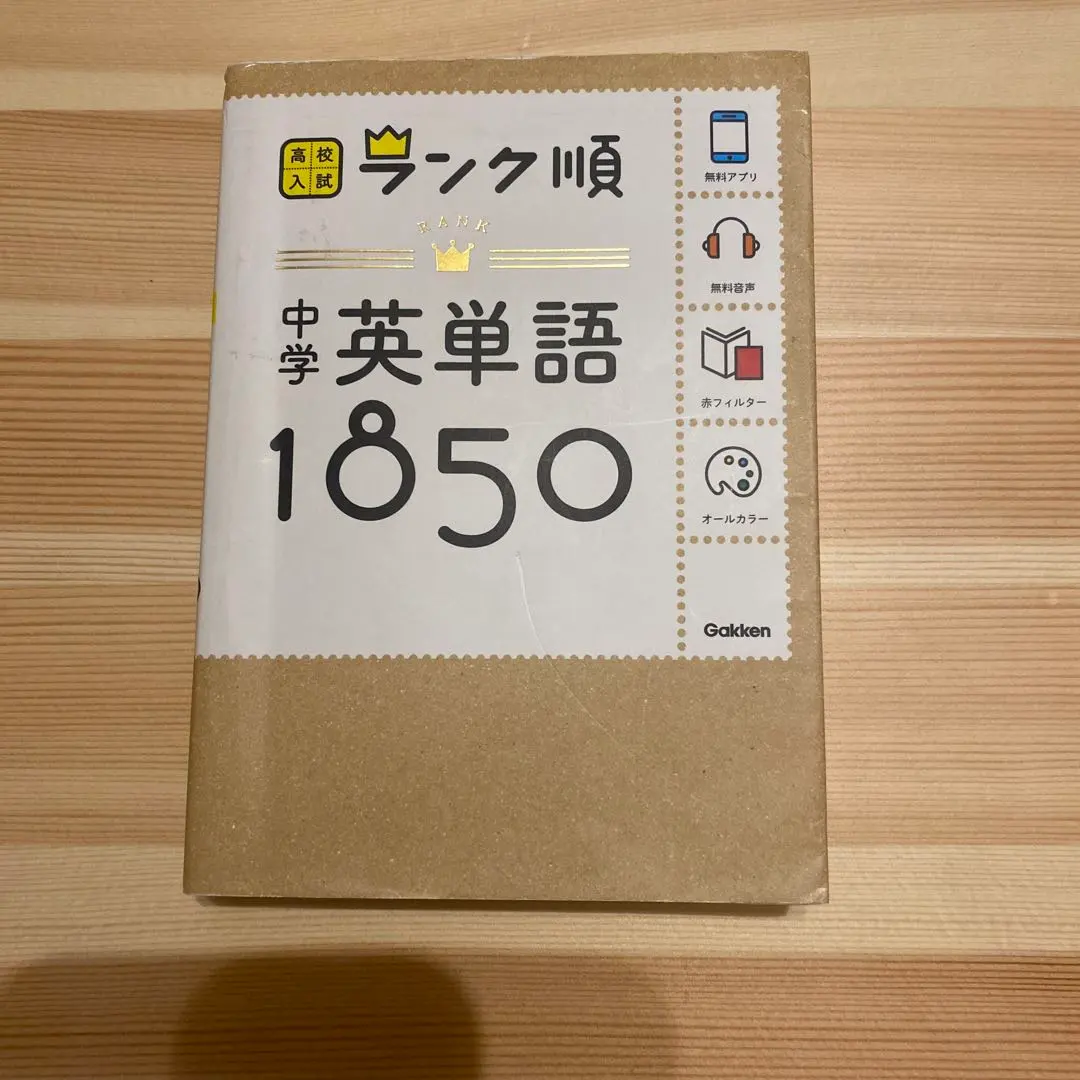 高校
入試
ランク順
RANK
中学
英単語
1850
無料アプリ
無料音声
赤フィルター
オールカラー
Gakken